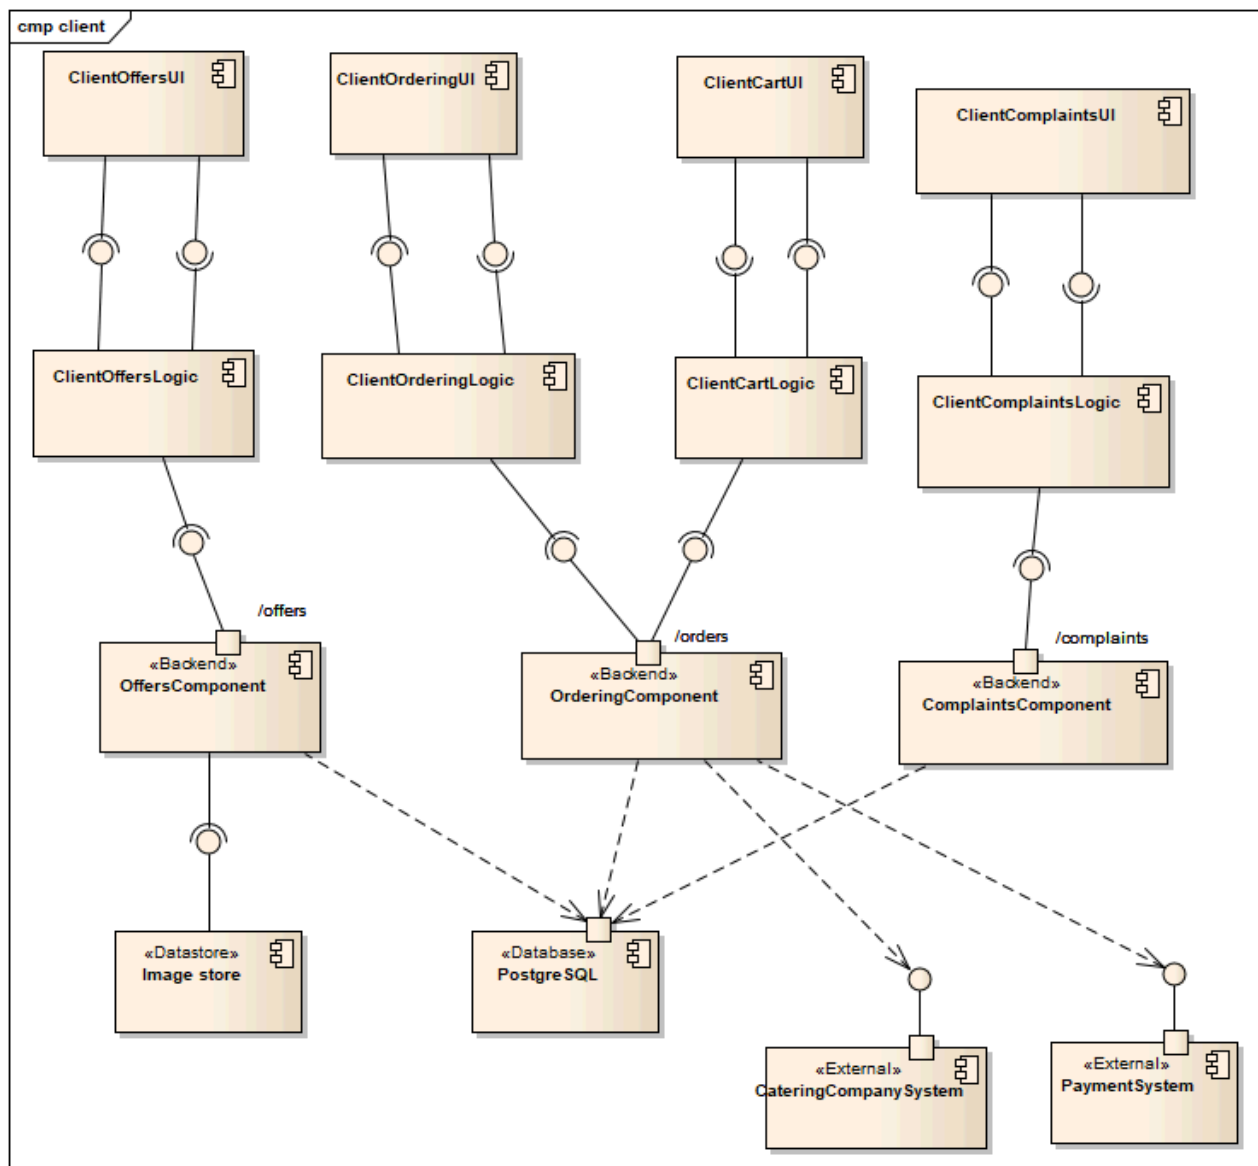 cmp client
ClientOffersUI
ClientOrderingUI
ClientCartUI
ClientComplaintsUI
ClientOffersLogic
ClientOrderingLogic
ClientCartLogic
ClientComplaintsLogic
/offers
/orders
/complaints
«Backend»
OffersComponent
«Backend»
OrderingComponent
«Backend»
ComplaintsComponent
«Datastore»
Image store
«Database»
PostgreSQL
«External»
CateringCompanySystem
«External»
PaymentSystem